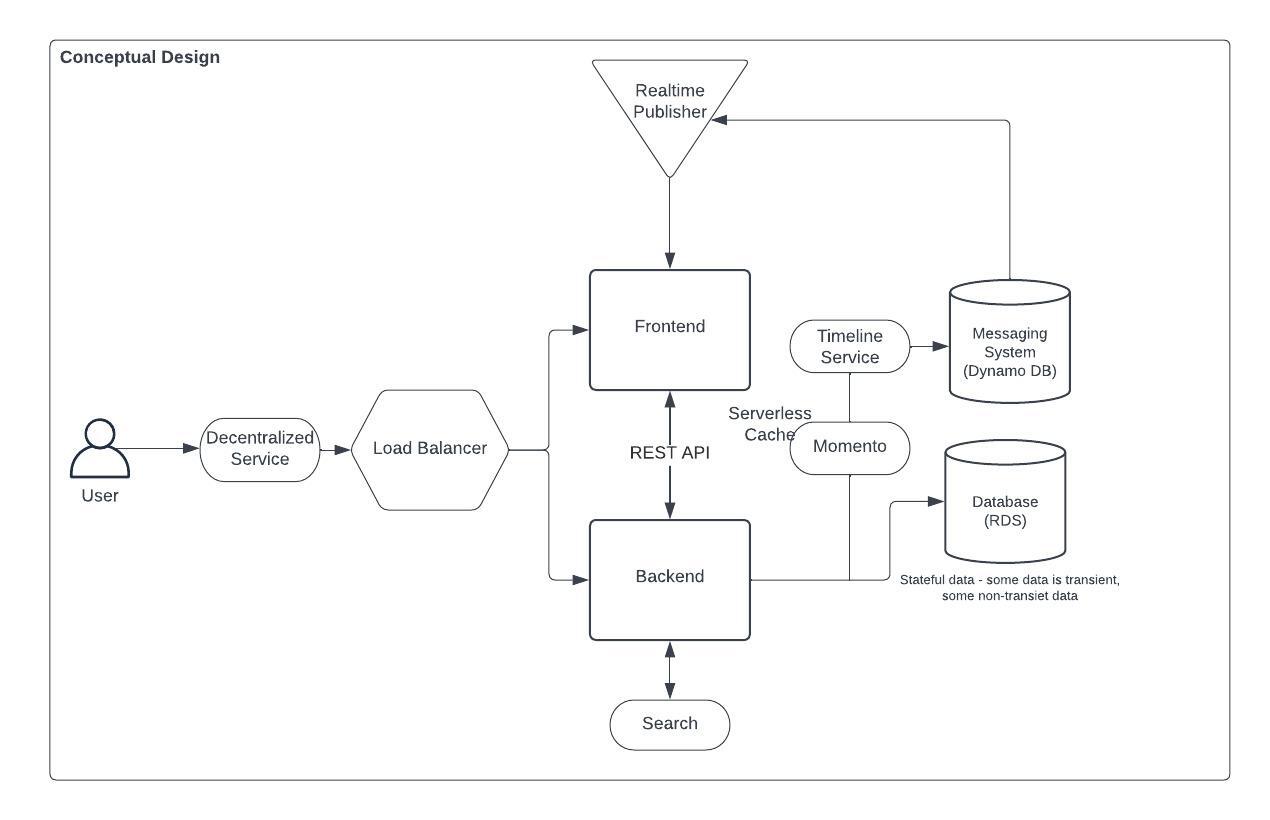 Conceptual Design
Realtime
Publisher
Frontend
Timeline
Service
Messaging
System
(Dynamo DB)
Serverless
Cache
Momento
Decentralized
Service
Load Balancer
REST API
User
Database
(RDS)
Backend
Stateful data - some data is transient,
some non-transiet data
Search